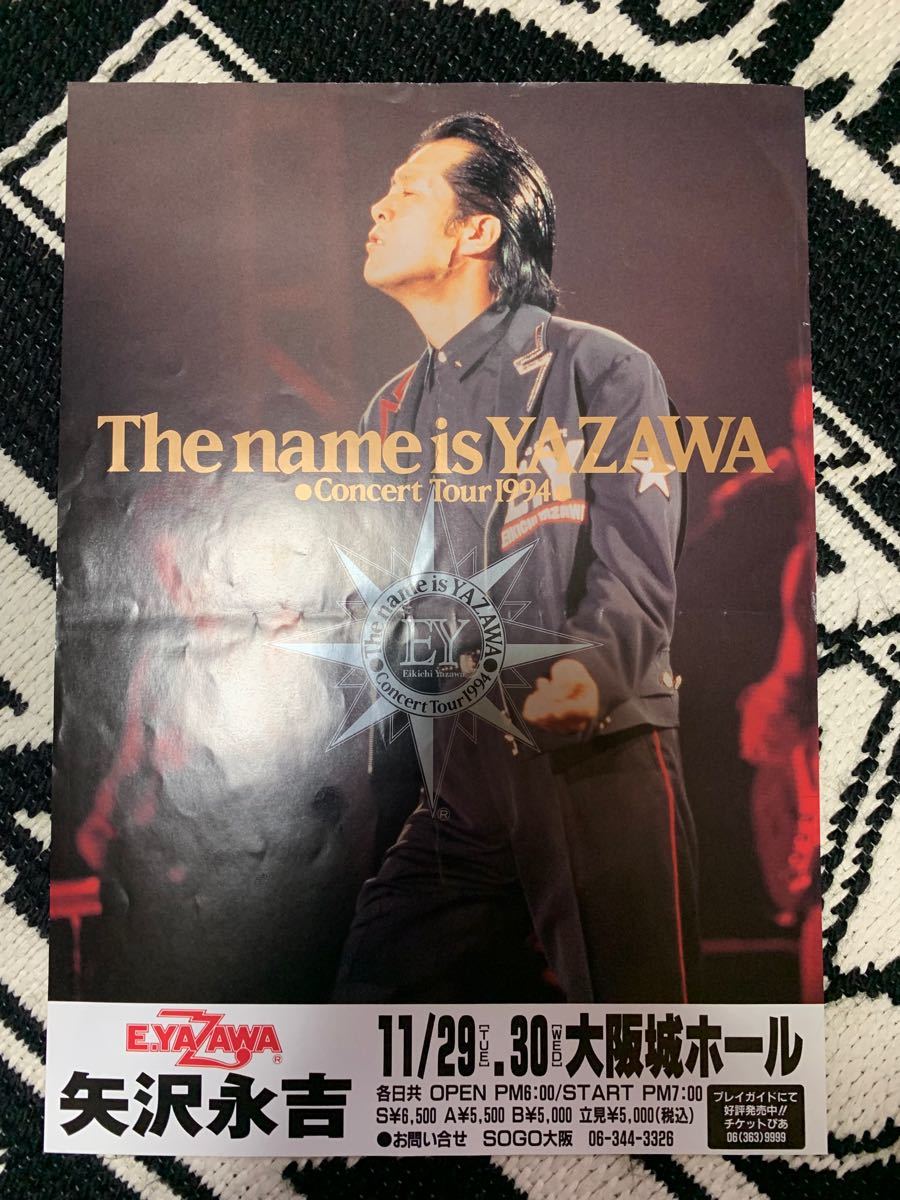 The name is YAZAWA
●Concert Tour 1994●
EY
EIKICHI YAZAWA
●The name is YAZAWA●
EY
Eikichi Yazawa
Concert Tour 1994
®
E.YAZAWA®
矢沢永吉
11/29[TUE].30[WED]大阪城ホール
各日共 OPEN PM6:00/START PM7:00
S¥6,500 A¥5,500 B¥5,000 立見¥5,000(税込)
●お問い合せ SOGO大阪 06-344-3326
プレイガイドにて
好評発売中!!
チケットぴあ
06(363)9999